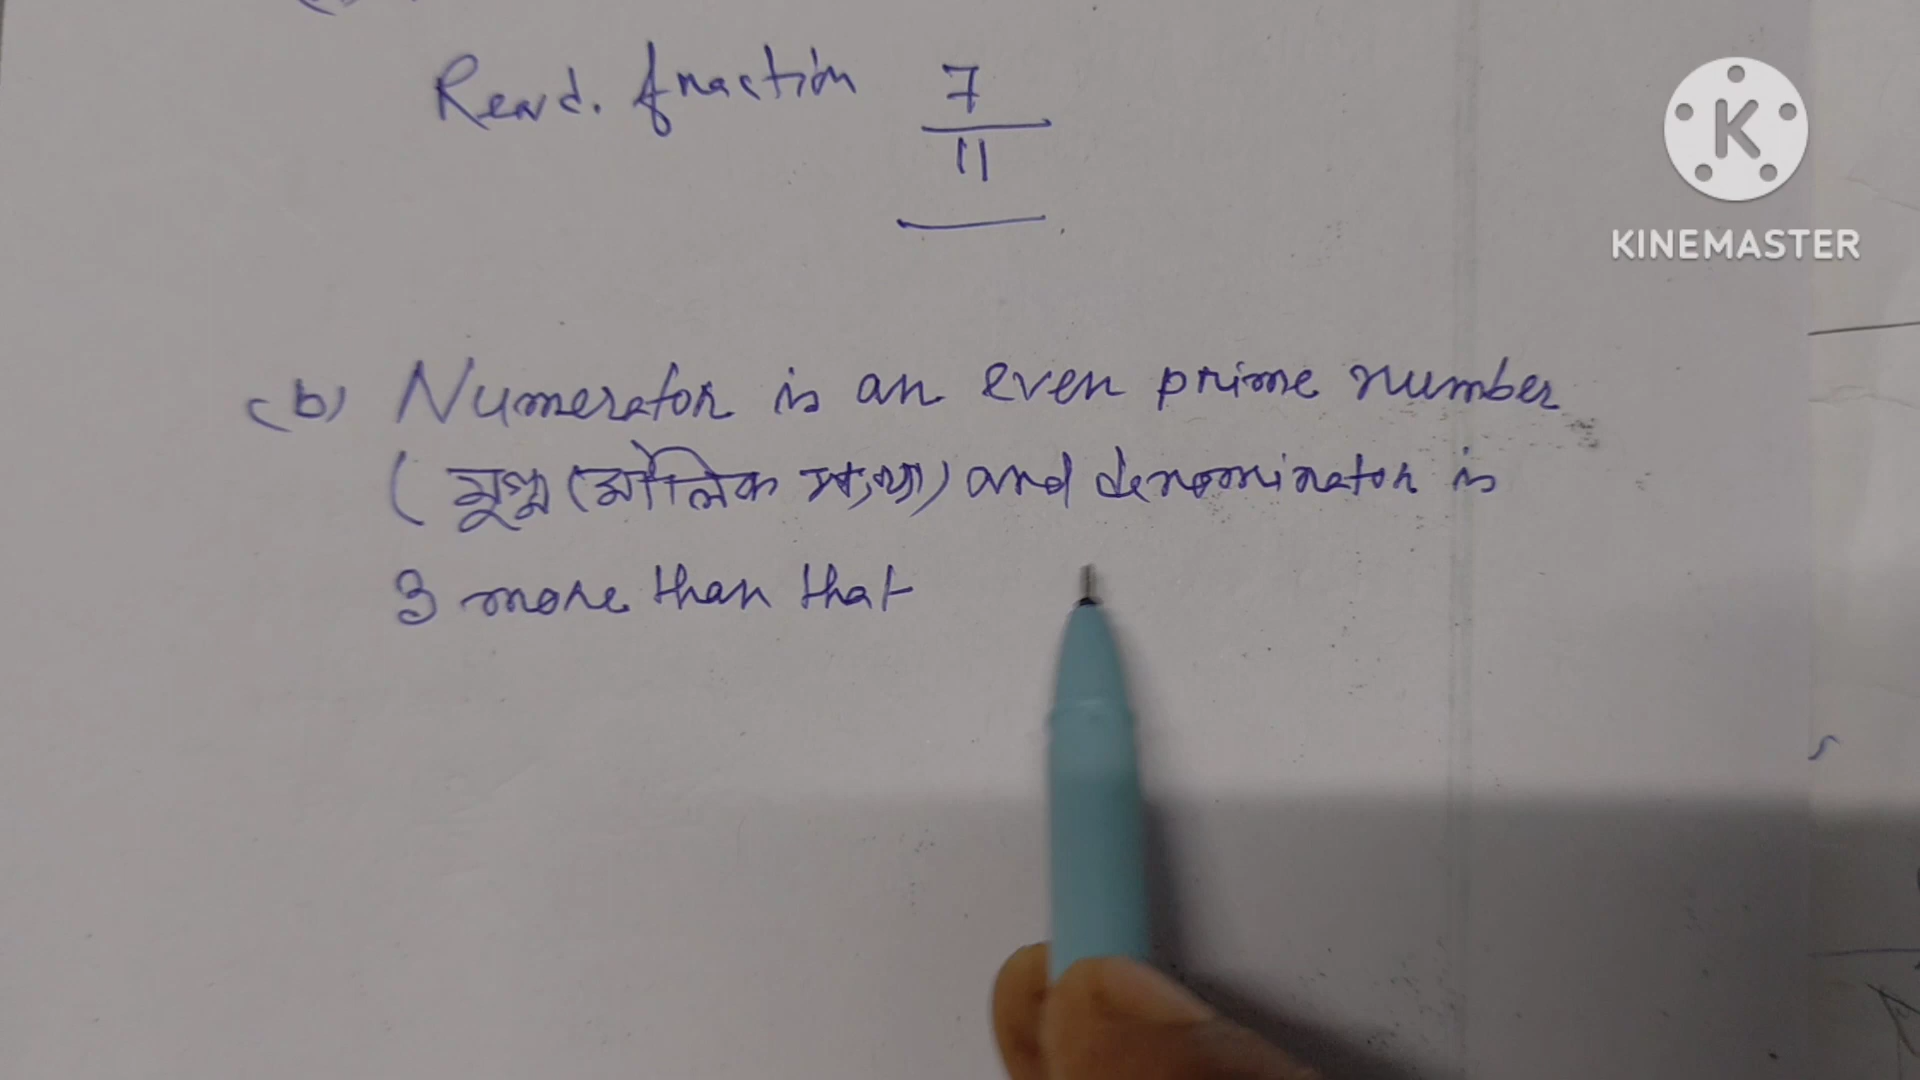 Reqd. fraction 7
11
K
KINEMASTER
(b) Numerator is an even prime number
(যুগ্ম মৌলিক সংখ্যা) and denominator is
3 more than that